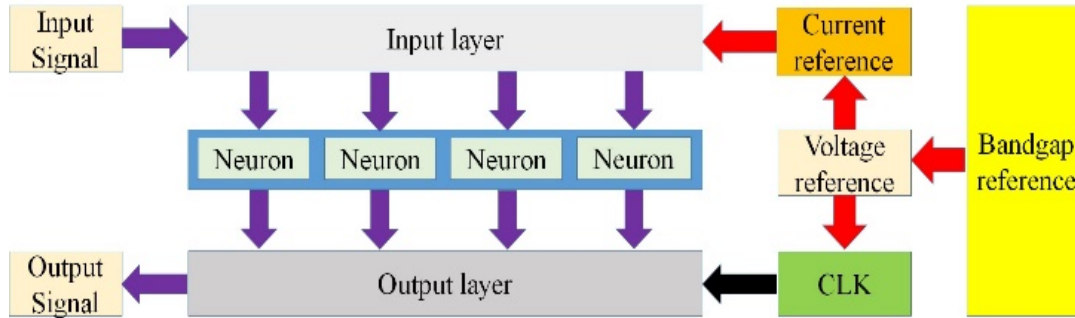 Input
Signal
Input layer
Current
reference
Neuron
Neuron
Neuron
Neuron
Voltage
reference
Bandgap
reference
Output
Signal
Output layer
CLK